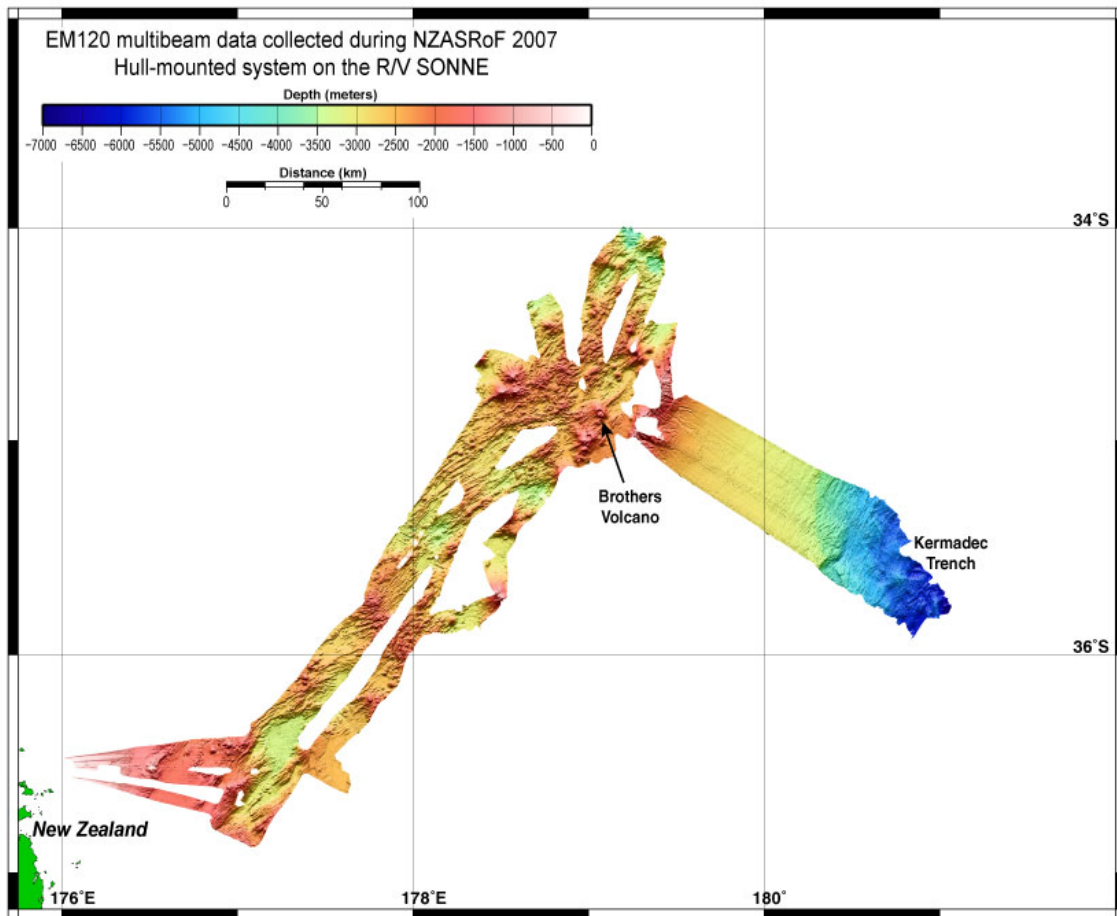 EM120 multibeam data collected during NZASRoF 2007
Hull-mounted system on the R/V SONNE
Depth (meters)
-7000 -6500 -6000 -5500 -5000 -4500 -4000 -3500 -3000 -2500 -2000 -1500 -1000 -500 0
Distance (km)
0 50 100
34°S
Brothers
Volcano
Kermadec
Trench
36°S
New Zealand
176°E 178°E 180°